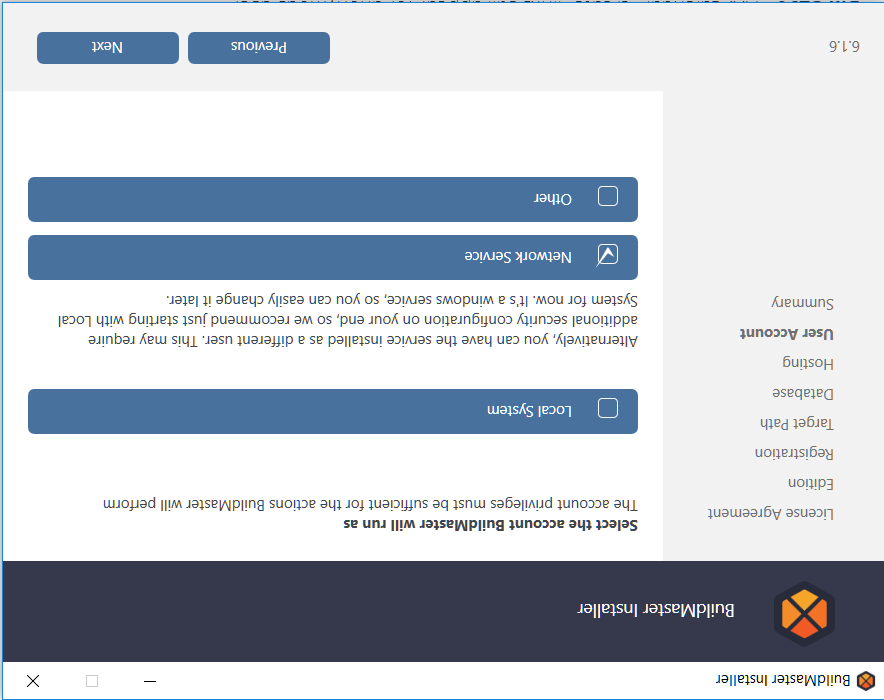 BuildMaster Installer
BuildMaster Installer
License Agreement
Edition
Registration
Target Path
Database
Hosting
User Account
Summary
6.1.6
Select the account BuildMaster will run as
The account privileges must be sufficient for the actions BuildMaster will perform
Local System
Alternatively, you can have the service installed as a different user. This may require
additional security configuration on your end, so we recommend just starting with Local
System for now. It's a windows service, so you can easily change it later.
Network Service
Other
Previous
Next